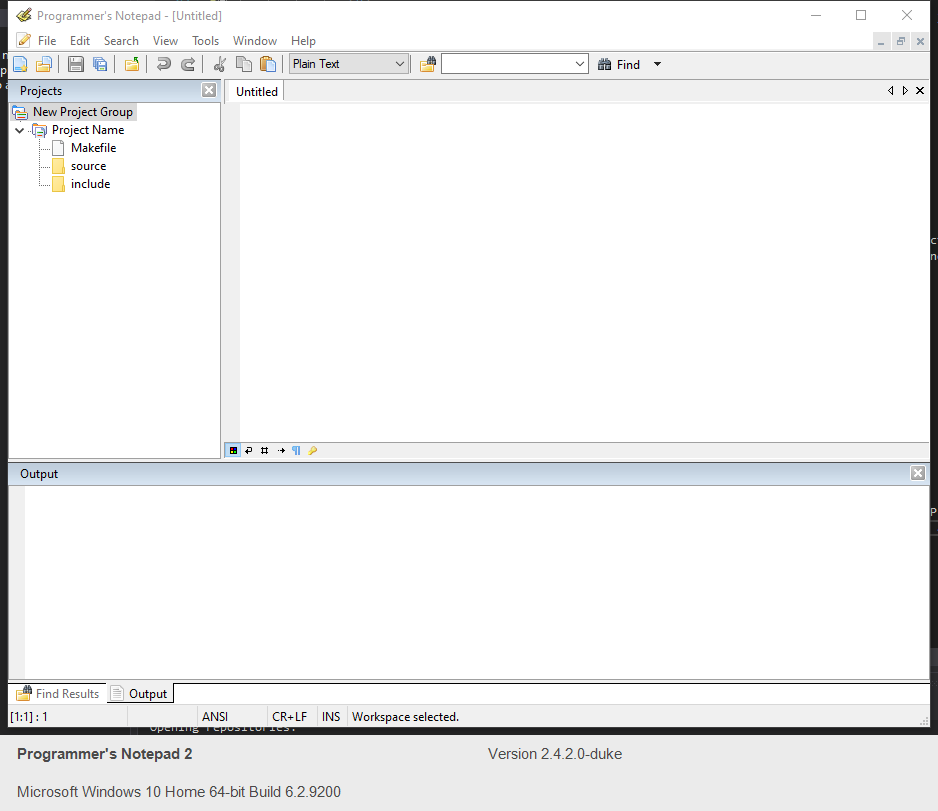 Programmer's Notepad - [Untitled]
File Edit Search View Tools Window Help
Plain Text Find
Projects
Untitled
New Project Group
Project Name
Makefile
source
include
Output
Find Results Output
[1:1] : 1 ANSI CR+LF INS Workspace selected.
Opening repositories.
Programmer's Notepad 2 Version 2.4.2.0-duke
Microsoft Windows 10 Home 64-bit Build 6.2.9200